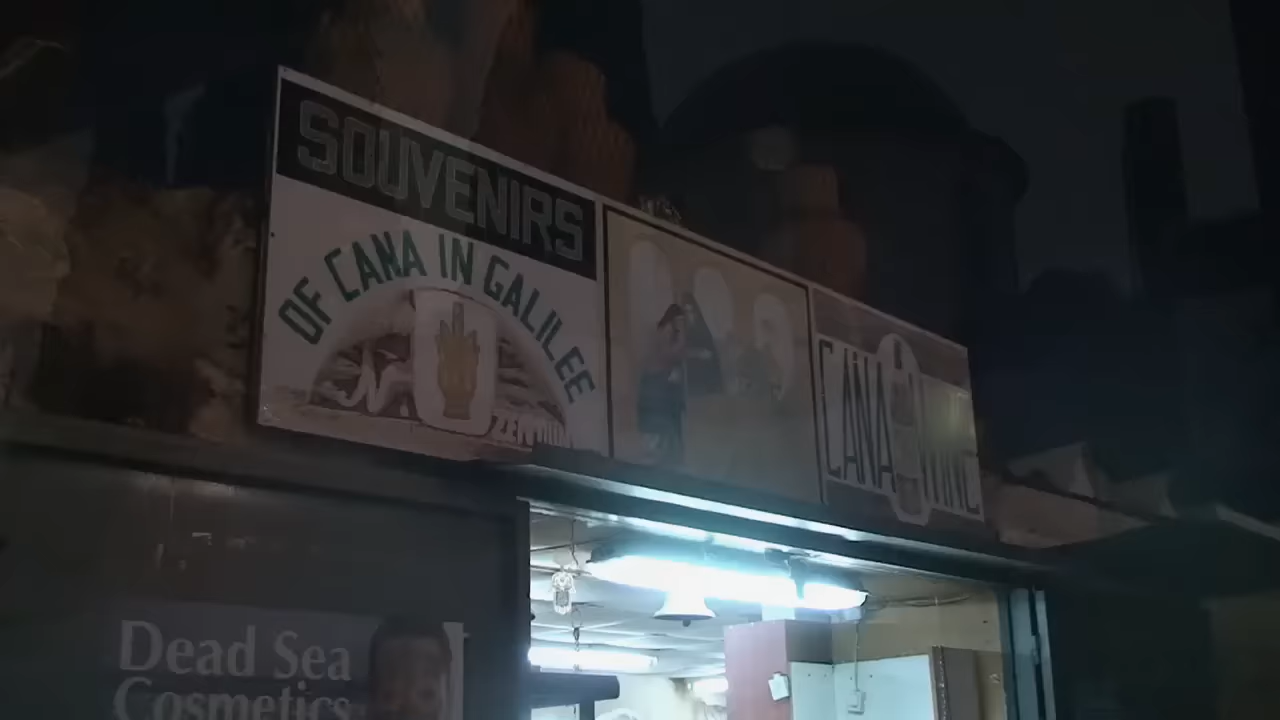 SOUVENIRS
OF CANA IN GALILEE
CANA WINE
Dead Sea
Cosmetics